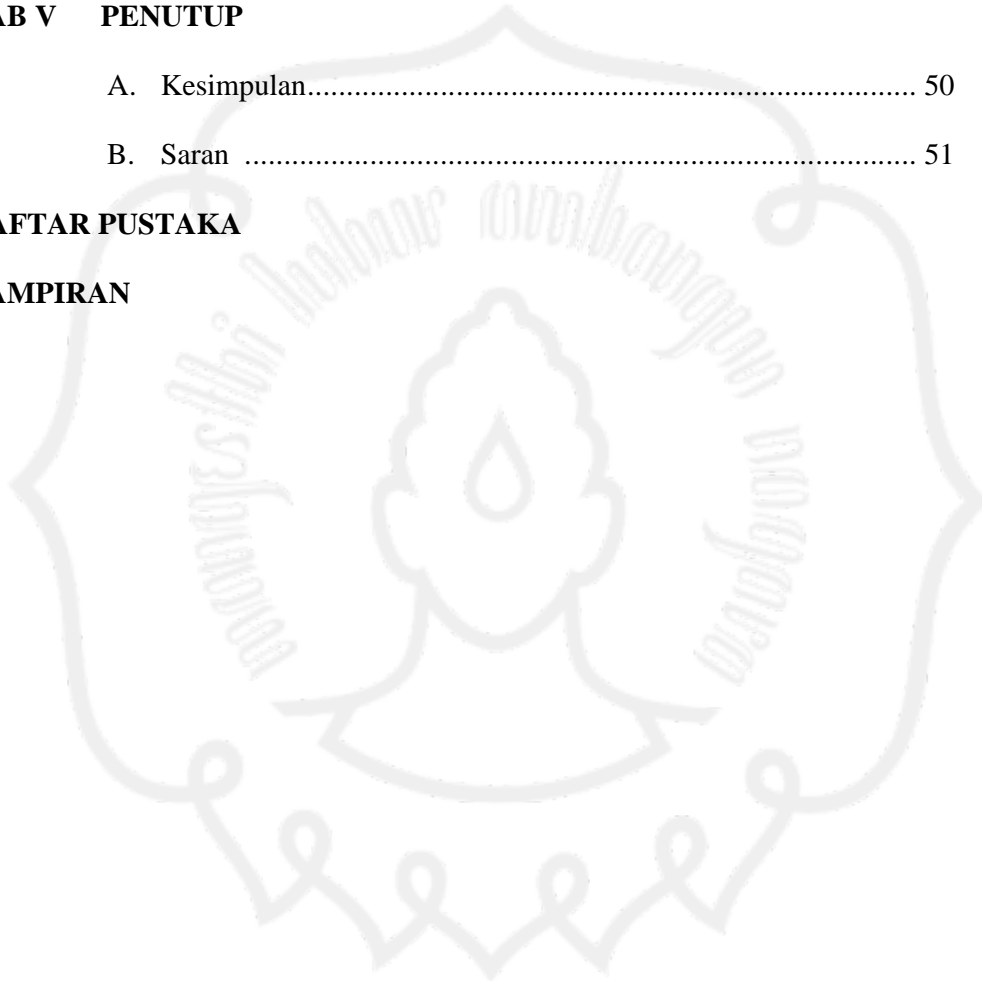 AB V PENUTUP
A. Kesimpulan.............................................................................. 50
B. Saran ...................................................................................... 51
AFTAR PUSTAKA
AMPIRAN